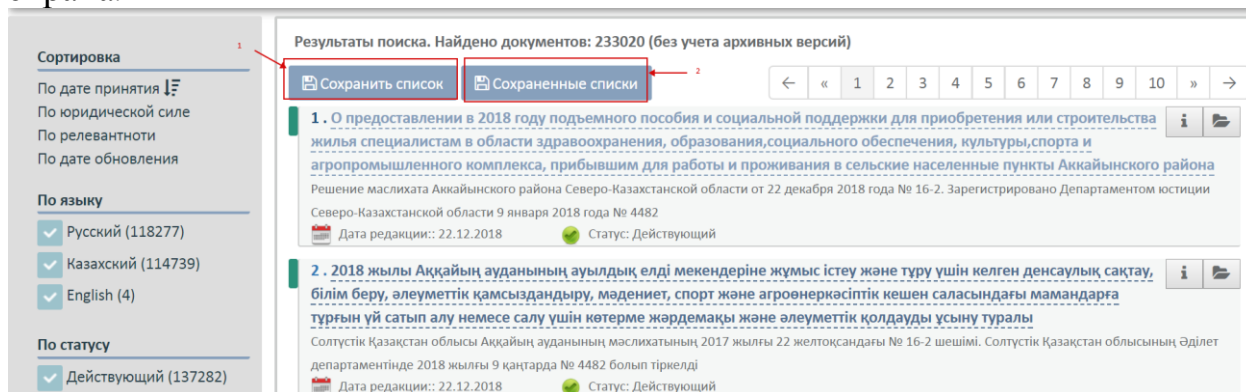 Сортировка
По дате принятия
По юридической силе
По релевантноти
По дате обновления
По языку
Русский (118277)
Казахский (114739)
English (4)
По статусу
Действующий (137282)
1
Результаты поиска. Найдено документов: 233020 (без учета архивных версий)
Сохранить список Сохраненные списки 2 ← « 1 2 3 4 5 6 7 8 9 10 » →
1 . О предоставлении в 2018 году подъемного пособия и социальной поддержки для приобретения или строительства
жилья специалистам в области здравоохранения, образования,социального обеспечения, культуры,спорта и
агропромышленного комплекса, прибывшим для работы и проживания в сельские населенные пункты Аккайынского района
Решение маслихата Аккайынского района Северо-Казахстанской области от 22 декабря 2018 года № 16-2. Зарегистрировано Департаментом юстиции
Северо-Казахстанской области 9 января 2018 года № 4482
Дата редакции:: 22.12.2018 Статус: Действующий
2 . 2018 жылы Аққайың ауданының ауылдық елді мекендеріне жұмыс істеу және тұру үшін келген денсаулық сақтау,
білім беру, әлеуметтік қамсыздандыру, мәдениет, спорт және агроөнеркәсіптік кешен саласындағы мамандарға
тұрғын үй сатып алу немесе салу үшін көтерме жәрдемақы және әлеуметтік қолдауды ұсыну туралы
Солтүстік Қазақстан облысы Аққайың ауданының мәслихатының 2017 жылғы 22 желтоқсандағы № 16-2 шешімі. Солтүстік Қазақстан облысының Әділет
департаментінде 2018 жылғы 9 қаңтарда № 4482 болып тіркелді
Дата редакции:: 22.12.2018 Статус: Действующий